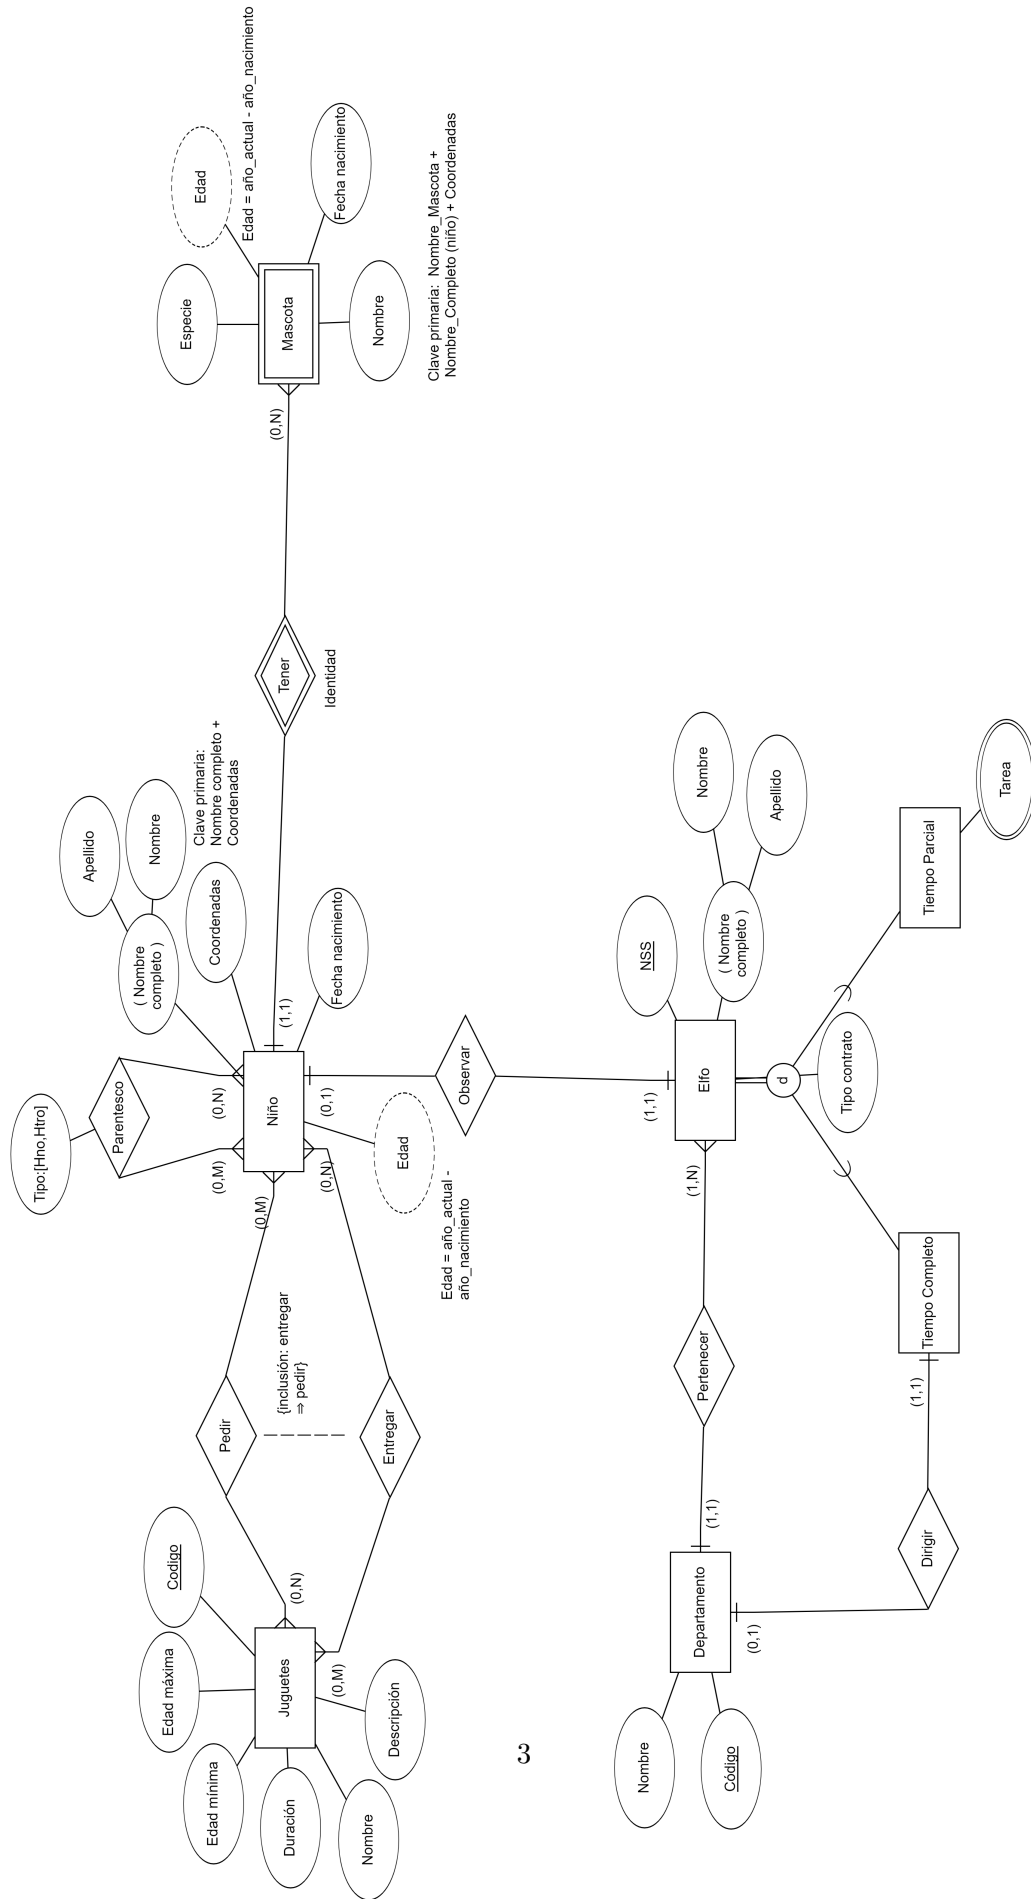 Edad = año_actual - año_nacimiento
Edad
Fecha nacimiento
Especie
Mascota
Nombre
Clave primaria: Nombre_Mascota +
Nombre_Completo (niño) + Coordenadas
(0,N)
Tener
Identidad
Clave primaria:
Nombre completo +
Coordenadas
Apellido
Nombre
( Nombre
completo )
Coordenadas
Fecha nacimiento
(1,1)
Tipo:[Hno,Htro]
Parentesco
(0,N)
(0,M)
Niño
(0,1)
(0,M)
(0,N)
Edad
Edad = año_actual -
año_nacimiento
Observar
(1,1)
Pedir
{inclusión: entregar
⇒ pedir}
Entregar
(0,N)
(0,M)
Codigo
Edad máxima
Edad mínima
Juguetes
Duración
Nombre
Descripción
NSS
Nombre
( Nombre
completo )
Apellido
Elfo
d
Tipo contrato
Tiempo Parcial
Tarea
Tiempo Completo
(1,N)
Pertenecer
(1,1)
Departamento
Nombre
Código
(0,1)
Dirigir
(1,1)
3